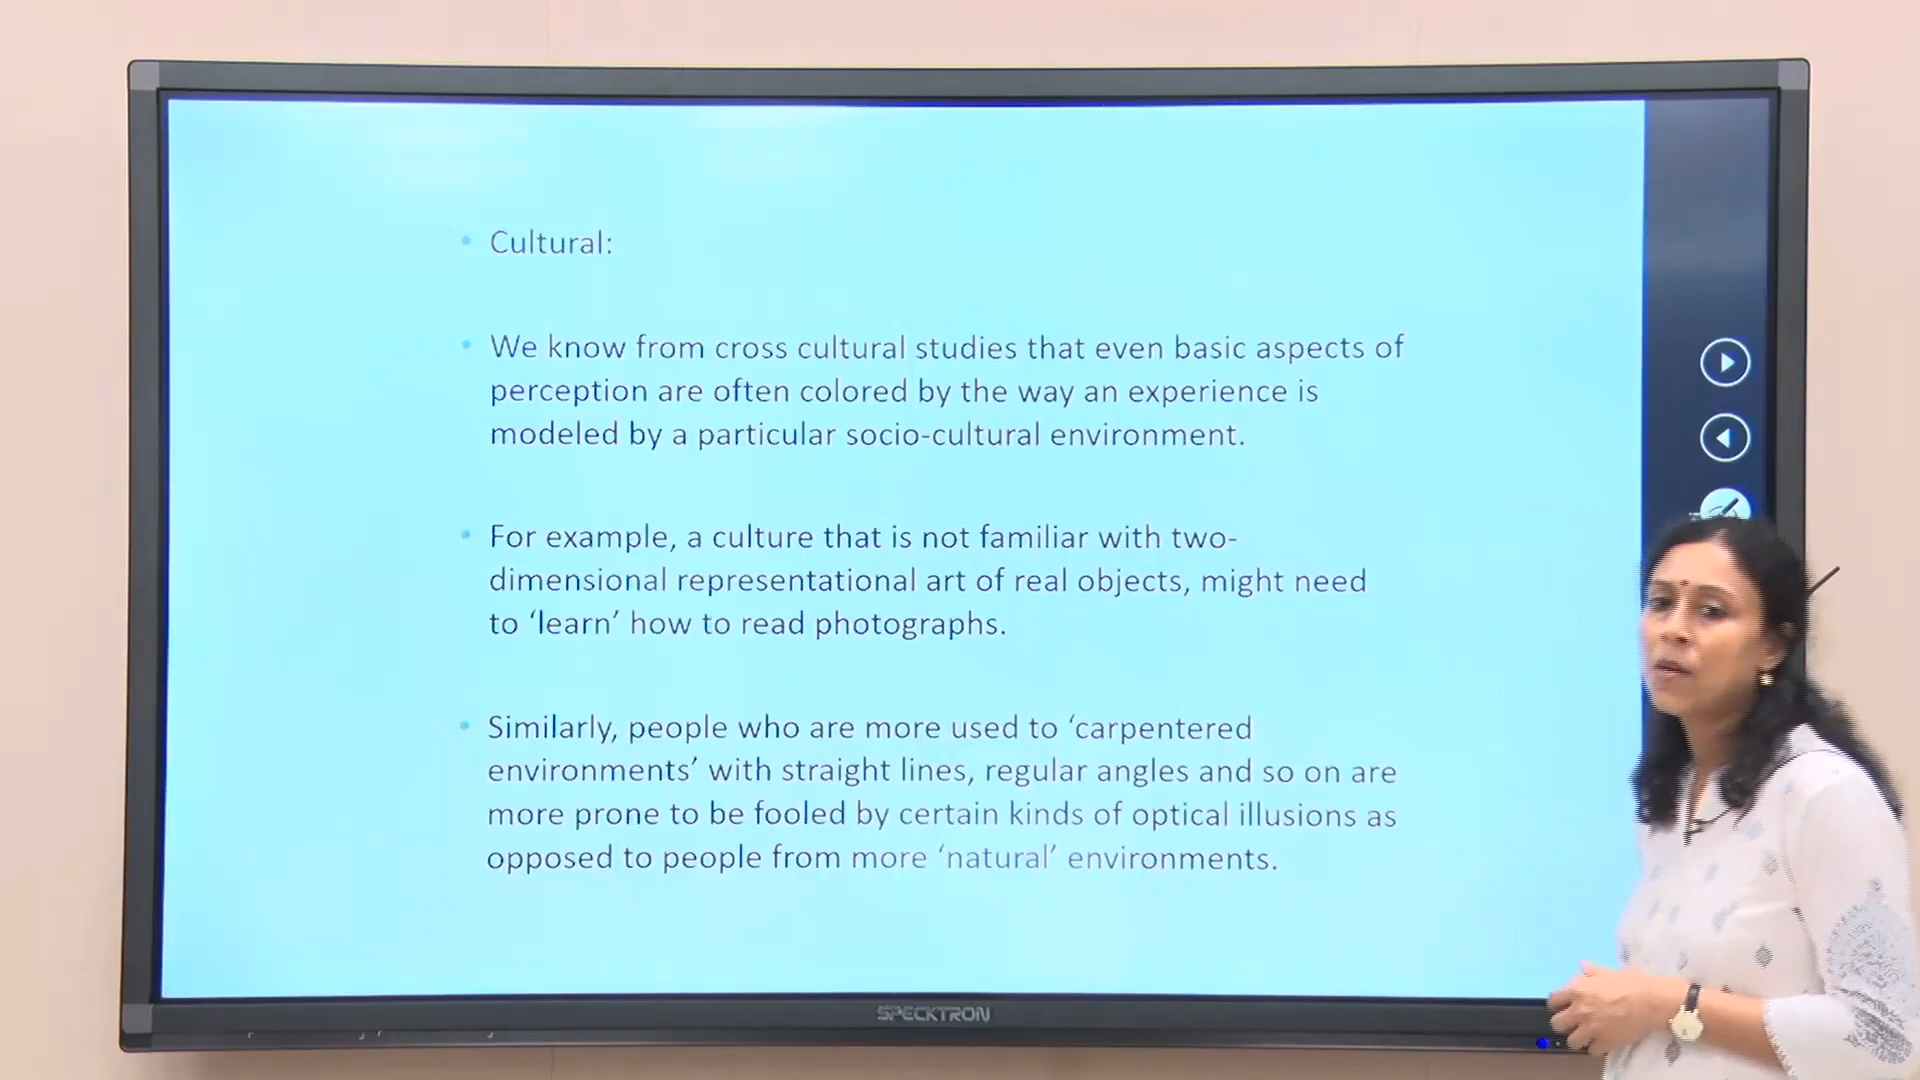 Cultural:
We know from cross cultural studies that even basic aspects of
perception are often colored by the way an experience is
modeled by a particular socio-cultural environment.
For example, a culture that is not familiar with two-
dimensional representational art of real objects, might need
to ‘learn’ how to read photographs.
Similarly, people who are more used to ‘carpentered
environments’ with straight lines, regular angles and so on are
more prone to be fooled by certain kinds of optical illusions as
opposed to people from more ‘natural’ environments.
SPECKTRON